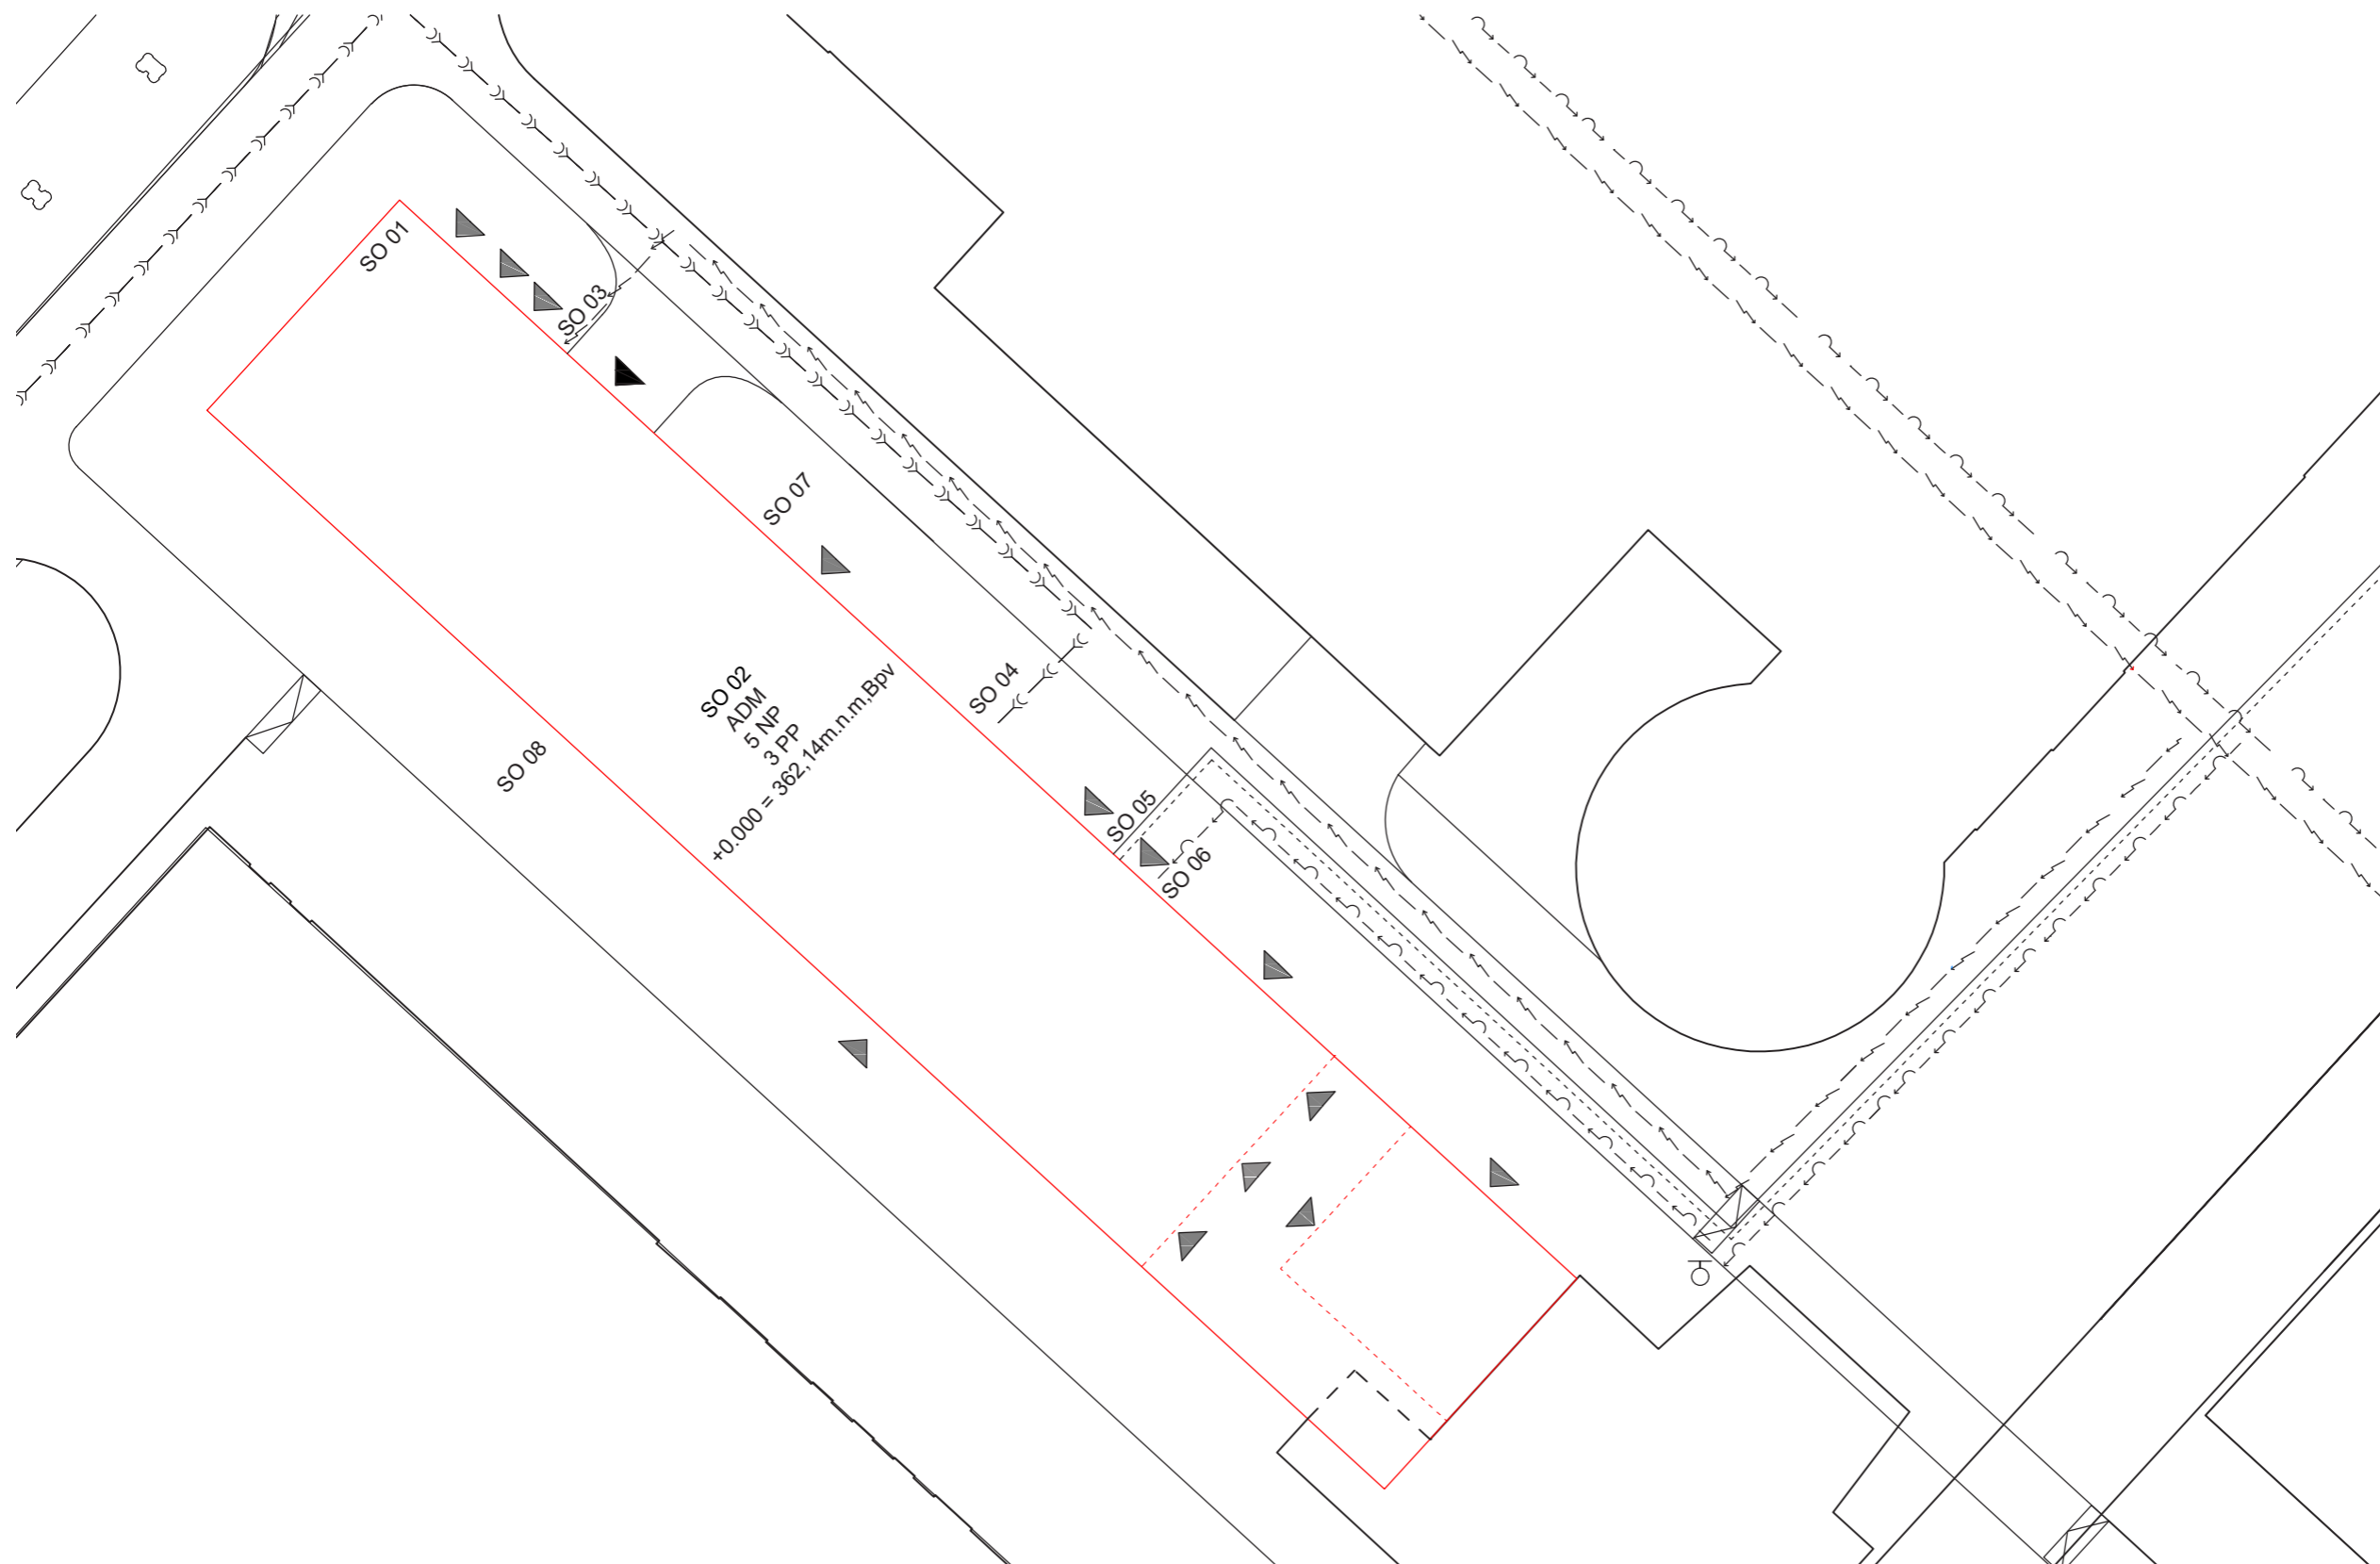 SO 01
SO 03
SO 07
SO 04
SO 02
ADM
5 NP
3 PP
+0.000 = 362,14m.n.m,Bpv
SO 08
SO 05
SO 06